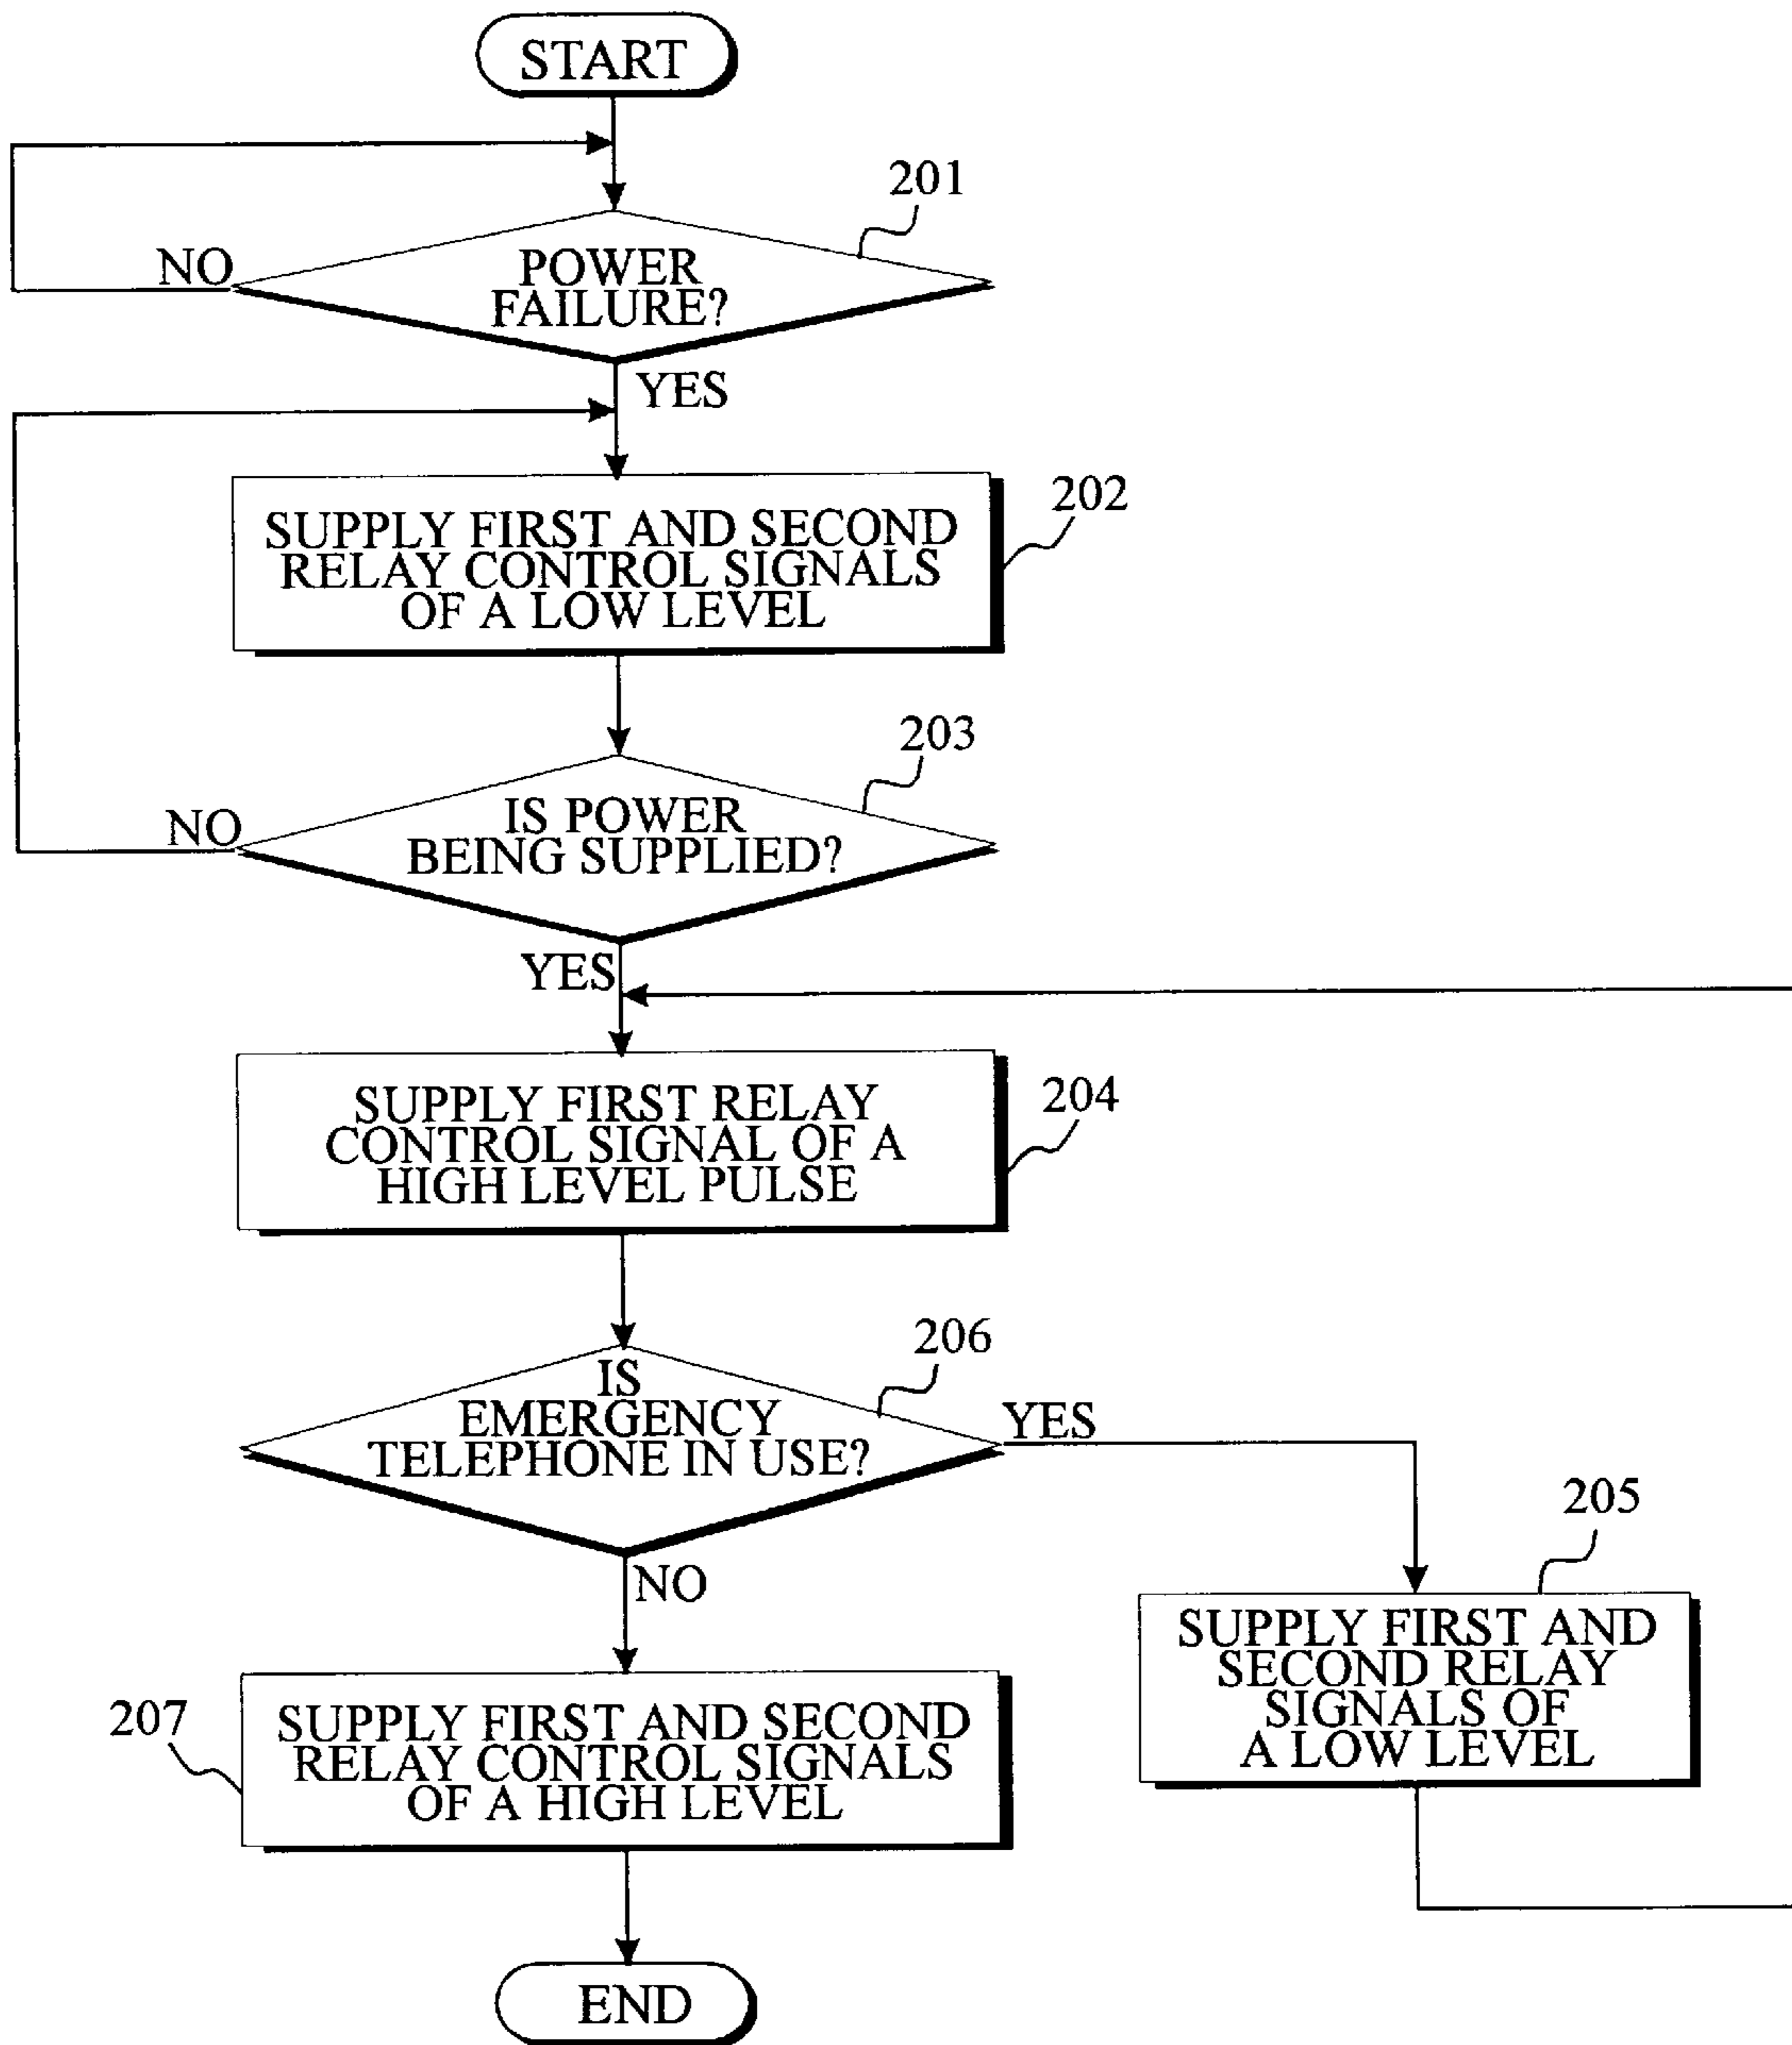 START
201
NO
POWER
FAILURE?
YES
202
SUPPLY FIRST AND SECOND
RELAY CONTROL SIGNALS
OF A LOW LEVEL
203
NO
IS POWER
BEING SUPPLIED?
YES
204
SUPPLY FIRST RELAY
CONTROL SIGNAL OF A
HIGH LEVEL PULSE
206
IS
EMERGENCY
TELEPHONE IN USE?
YES
205
NO
SUPPLY FIRST AND
SECOND RELAY
SIGNALS OF
A LOW LEVEL
207
SUPPLY FIRST AND SECOND
RELAY CONTROL SIGNALS
OF A HIGH LEVEL
END